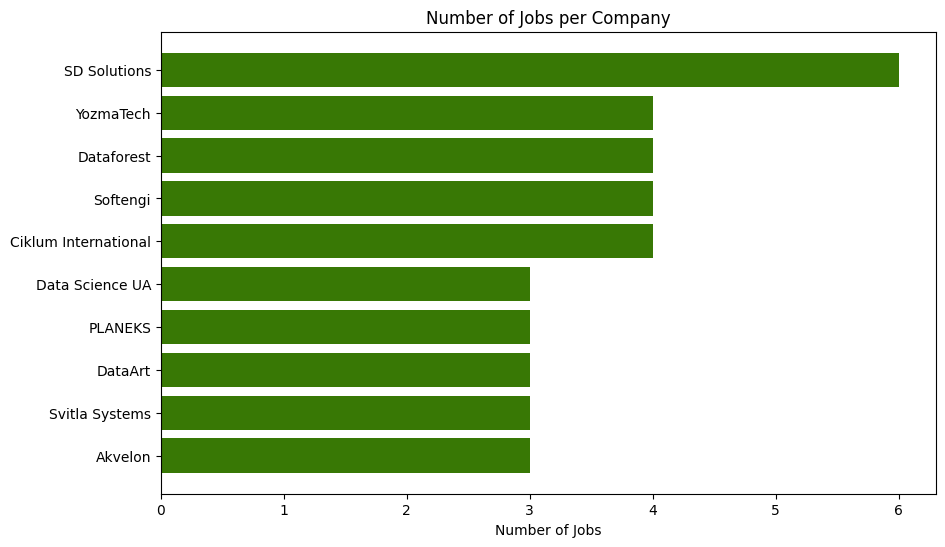 Number of Jobs per Company
SD Solutions
YozmaTech
Dataforest
Softengi
Ciklum International
Data Science UA
PLANEKS
DataArt
Svitla Systems
Akvelon
0 1 2 3 4 5 6
Number of Jobs